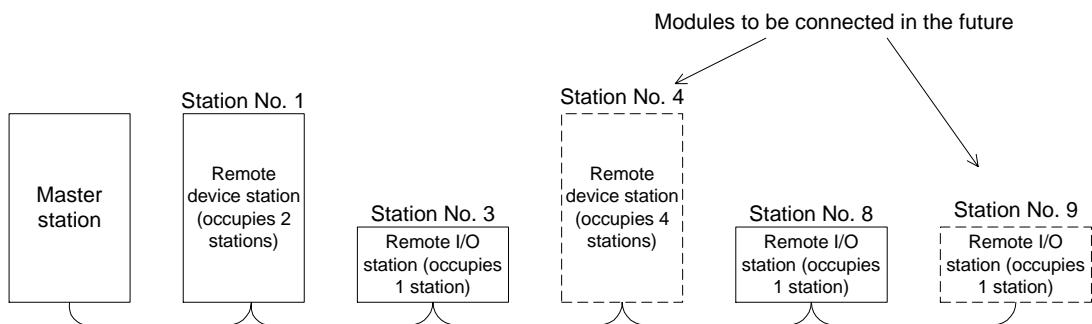 Modules to be connected in the future
Station No. 1
Station No. 4
Master
station
Remote
device station
(occupies 2
stations)
Station No. 3
Remote I/O
station (occupies
1 station)
Remote
device station
(occupies 4
stations)
Station No. 8
Remote I/O
station (occupies
1 station)
Station No. 9
Remote I/O
station (occupies
1 station)